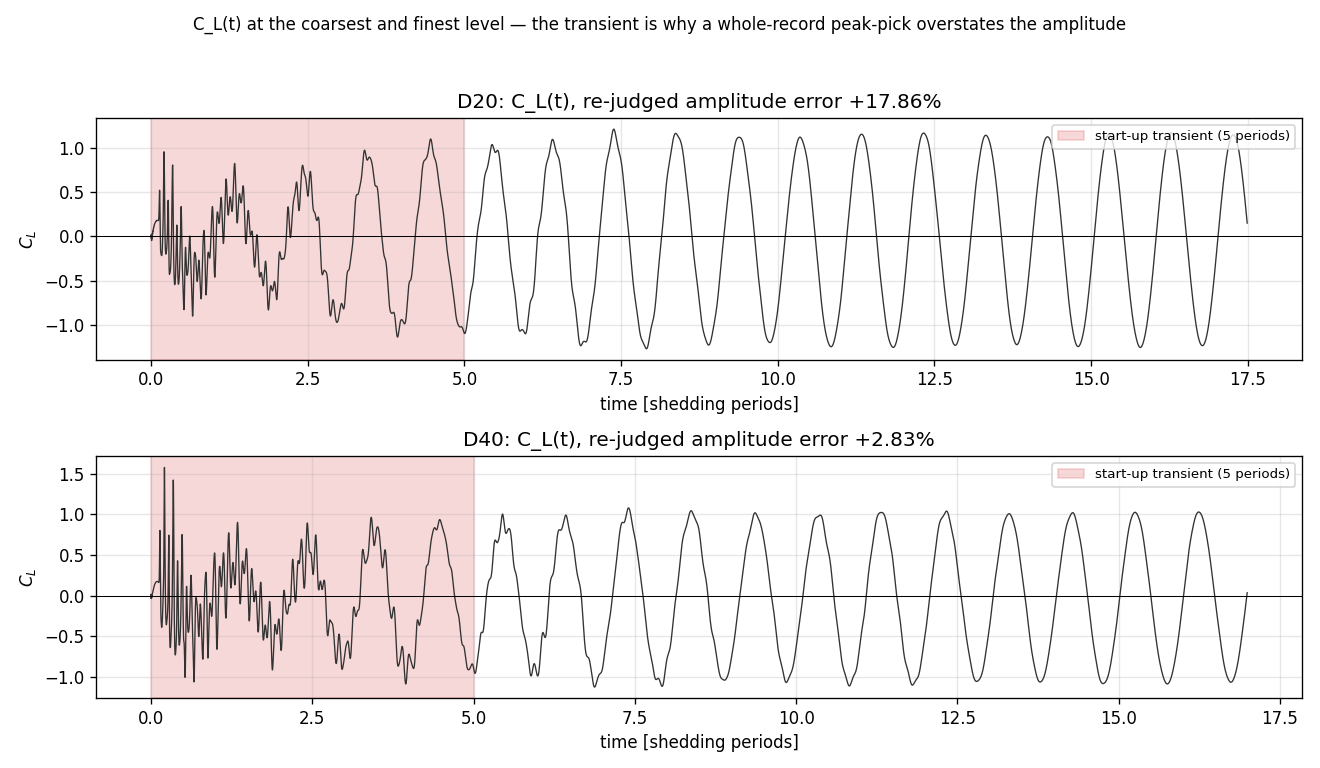 C_L(t) at the coarsest and finest level — the transient is why a whole-record peak-pick overstates the amplitude
D20: C_L(t), re-judged amplitude error +17.86%
start-up transient (5 periods)
1.0
0.5
0.0
−0.5
−1.0
C_L
0.0 2.5 5.0 7.5 10.0 12.5 15.0 17.5
time [shedding periods]
D40: C_L(t), re-judged amplitude error +2.83%
start-up transient (5 periods)
1.5
1.0
0.5
0.0
−0.5
−1.0
C_L
0.0 2.5 5.0 7.5 10.0 12.5 15.0 17.5
time [shedding periods]